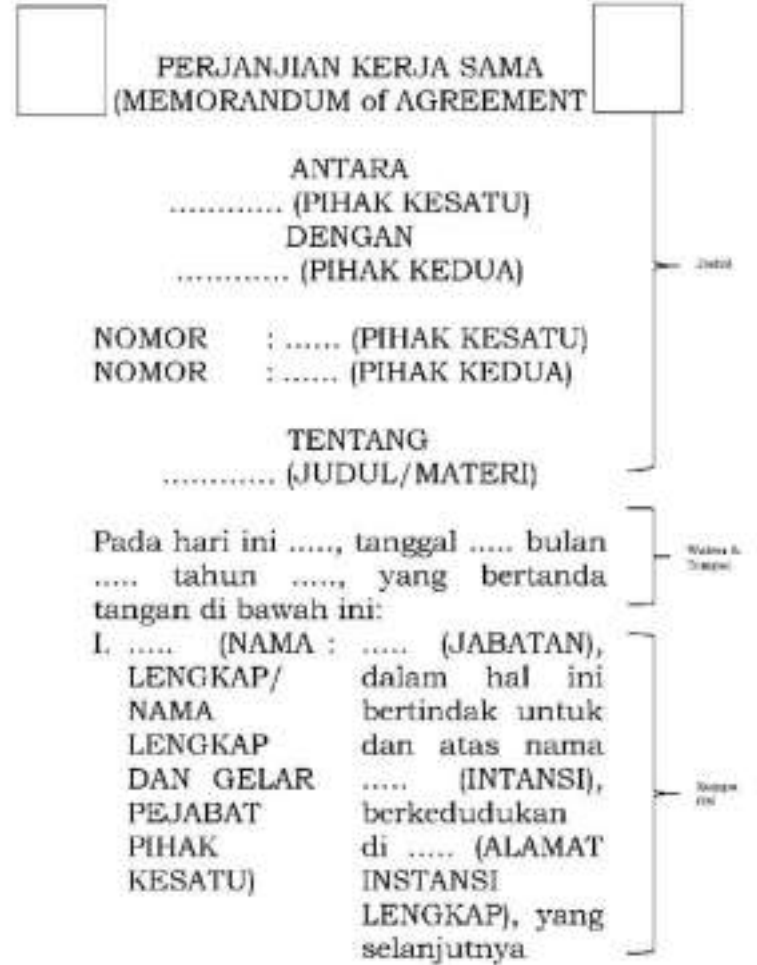 PERJANJIAN KERJA SAMA
(MEMORANDUM of AGREEMENT
ANTARA
............ (PIHAK KESATU)
DENGAN
............ (PIHAK KEDUA)
Judul
NOMOR : ...... (PIHAK KESATU)
NOMOR : ...... (PIHAK KEDUA)
TENTANG
............ (JUDUL/MATERI)
Pada hari ini ....., tanggal ..... bulan
..... tahun ....., yang bertanda
tangan di bawah ini:
Waktu &
Tempat
I. ..... (NAMA : ..... (JABATAN),
LENGKAP/ dalam hal ini
NAMA bertindak untuk
LENGKAP dan atas nama
DAN GELAR ..... (INTANSI),
PEJABAT berkedudukan
PIHAK di ..... (ALAMAT
KESATU) INSTANSI
LENGKAP), yang
selanjutnya